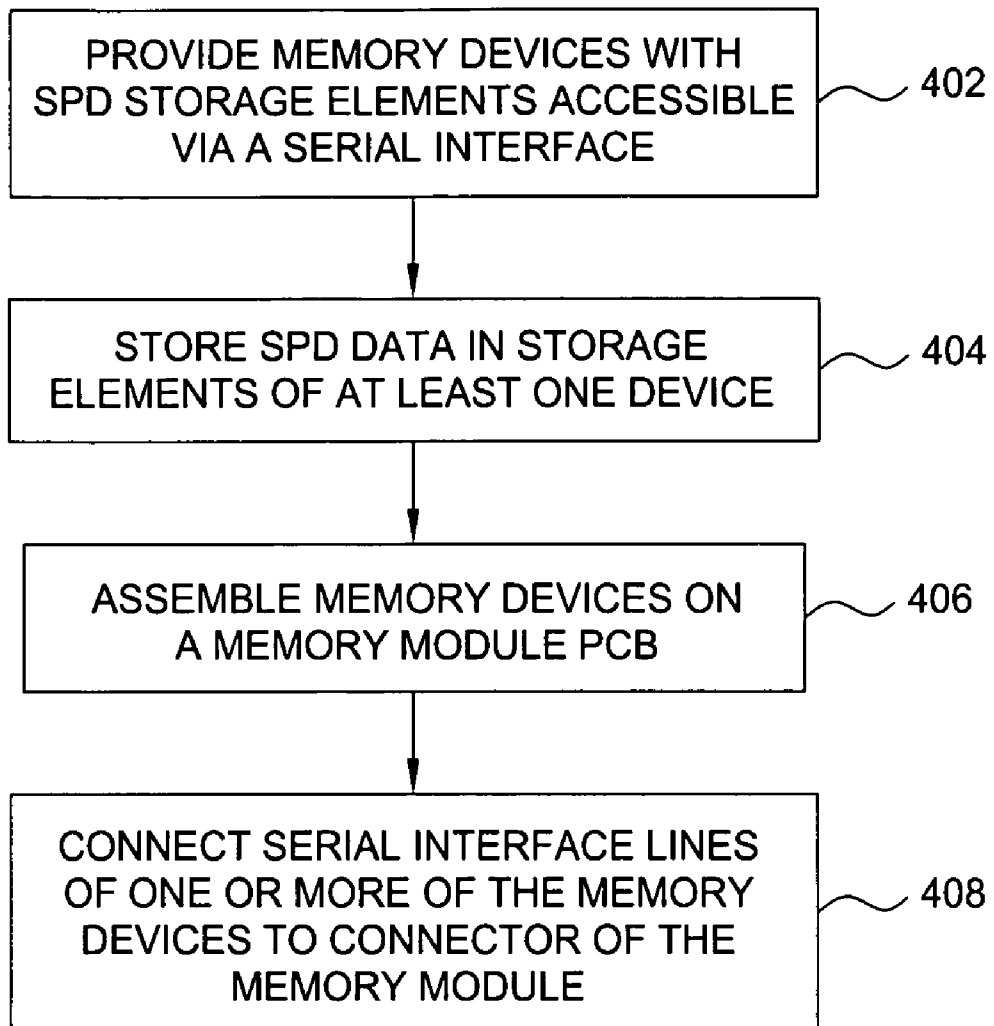 PROVIDE MEMORY DEVICES WITH
SPD STORAGE ELEMENTS ACCESSIBLE
VIA A SERIAL INTERFACE
402
STORE SPD DATA IN STORAGE
ELEMENTS OF AT LEAST ONE DEVICE
404
ASSEMBLE MEMORY DEVICES ON
A MEMORY MODULE PCB
406
CONNECT SERIAL INTERFACE LINES
OF ONE OR MORE OF THE MEMORY
DEVICES TO CONNECTOR OF THE
MEMORY MODULE
408